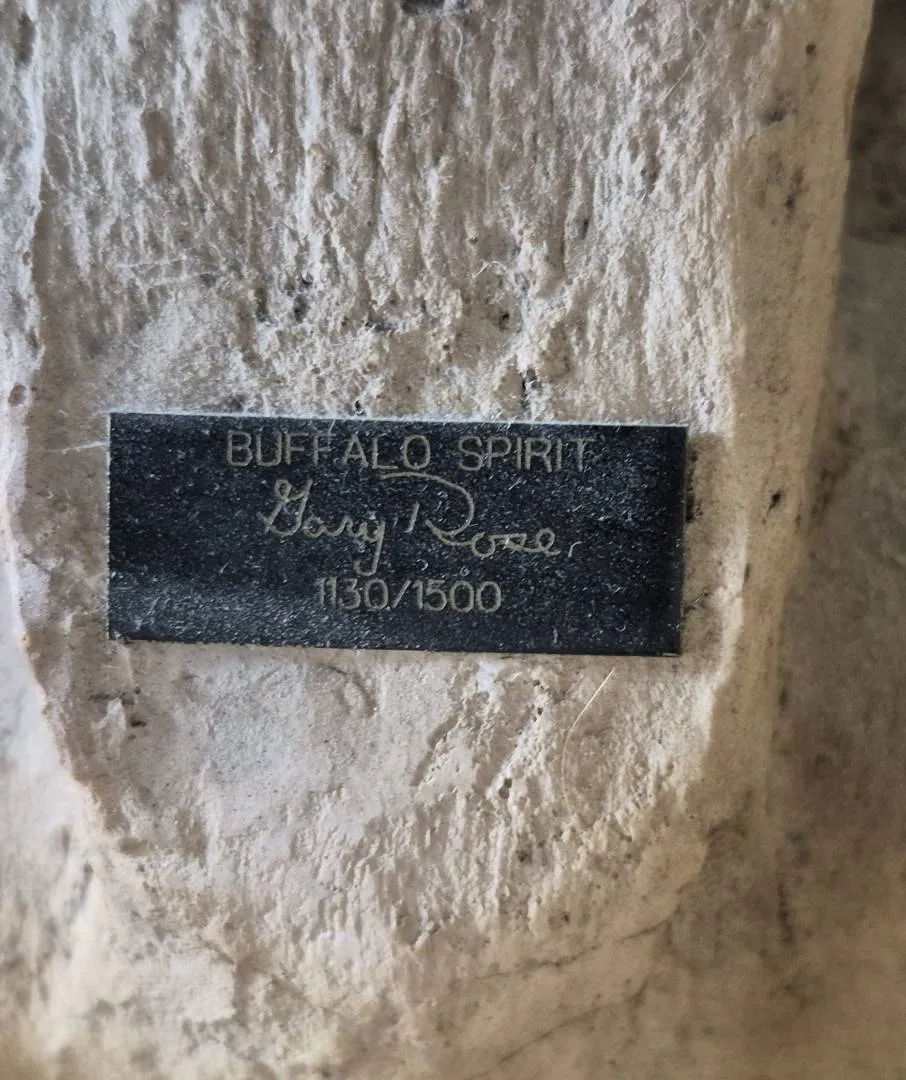 BUFFALO SPIRIT
Gary Rose
1130/1500